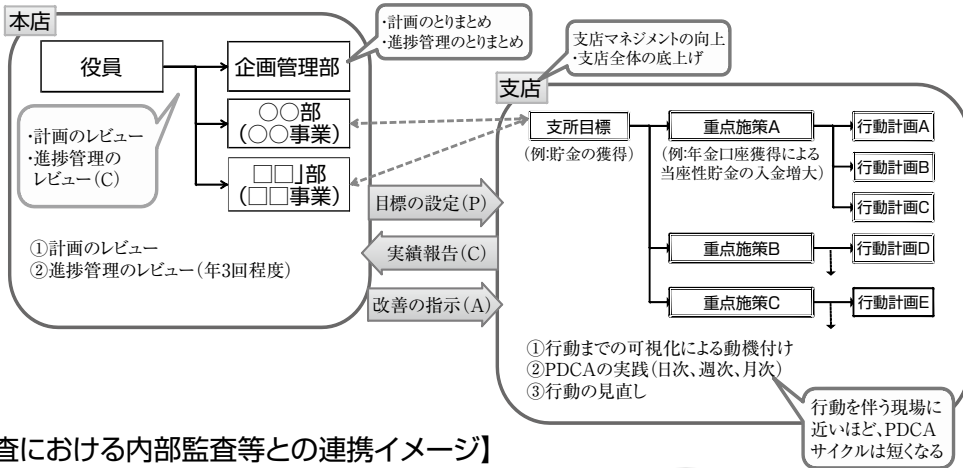 本店
・計画のとりまとめ
・進捗管理のとりまとめ
役員
企画管理部
○○部
(○○事業)
□□｣部
(□□事業)
・計画のレビュー
・進捗管理の
レビュー(C)
①計画のレビュー
②進捗管理のレビュー(年3回程度)
目標の設定(P)
実績報告(C)
改善の指示(A)
支店マネジメントの向上
・支店全体の底上げ
支店
支所目標
(例:貯金の獲得)
重点施策A
(例:年金口座獲得による
当座性貯金の入金増大)
行動計画A
行動計画B
行動計画C
重点施策B
行動計画D
重点施策C
行動計画E
①行動までの可視化による動機付け
②PDCAの実践(日次、週次、月次)
③行動の見直し
行動を伴う現場に
近いほど、PDCA
サイクルは短くなる
査における内部監査等との連携イメージ】